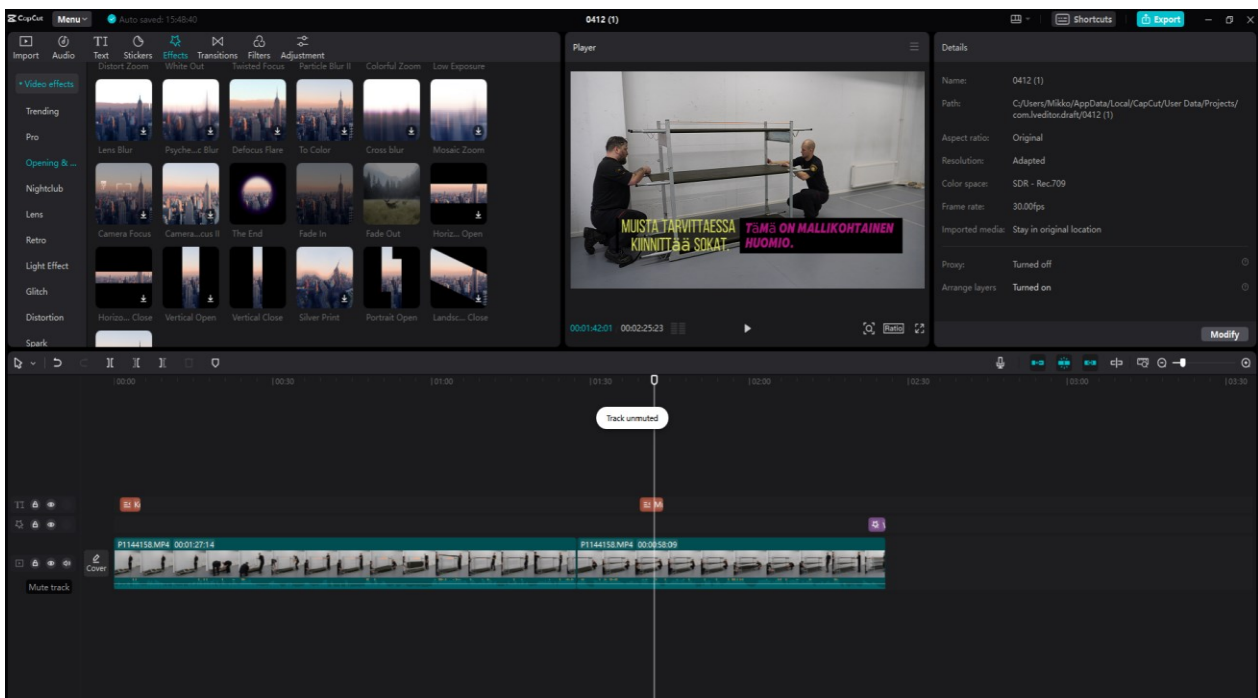 CapCut
Menu
Auto saved: 15:48:40
0412 (1)
Shortcuts
Export
Import
Audio
Text
Stickers
Effects
Transitions
Filters
Adjustment
Player
Details
Distort Zoom
White Out
Twisted Focus
Particle Blur II
Colorful Zoom
Low Exposure
Video effects
Trending
Pro
Opening & ...
Nightclub
Lens
Retro
Light Effect
Glitch
Distortion
Spark
Lens Blur
Psyche...c Blur
Defocus Flare
To Color
Cross blur
Mosaic Zoom
Camera Focus
Camera...cus II
The End
Fade In
Fade Out
Horiz... Open
Horizo... Close
Vertical Open
Vertical Close
Silver Print
Portrait Open
Landsc... Close
MUISTA TARVITTAESSA
KIINNITTää SOKAT.
TäMä ON MALLIKOHTAINEN
HUOMIO.
00:01:42:01 00:02:25:23
Ratio
Name: 0412 (1)
Path: C:/Users/Mikko/AppData/Local/CapCut/User Data/Projects/
com.lveditor.draft/0412 (1)
Aspect ratio: Original
Resolution: Adapted
Color space: SDR - Rec.709
Frame rate: 30.00fps
Imported media: Stay in original location
Proxy: Turned off
Arrange layers Turned on
Modify
00:00
00:30
01:00
01:30
02:00
02:30
03:00
03:30
Track unmuted
P1144158.MP4 00:01:27:14
P1144158.MP4 00:00:58:09
Cover
Mute track